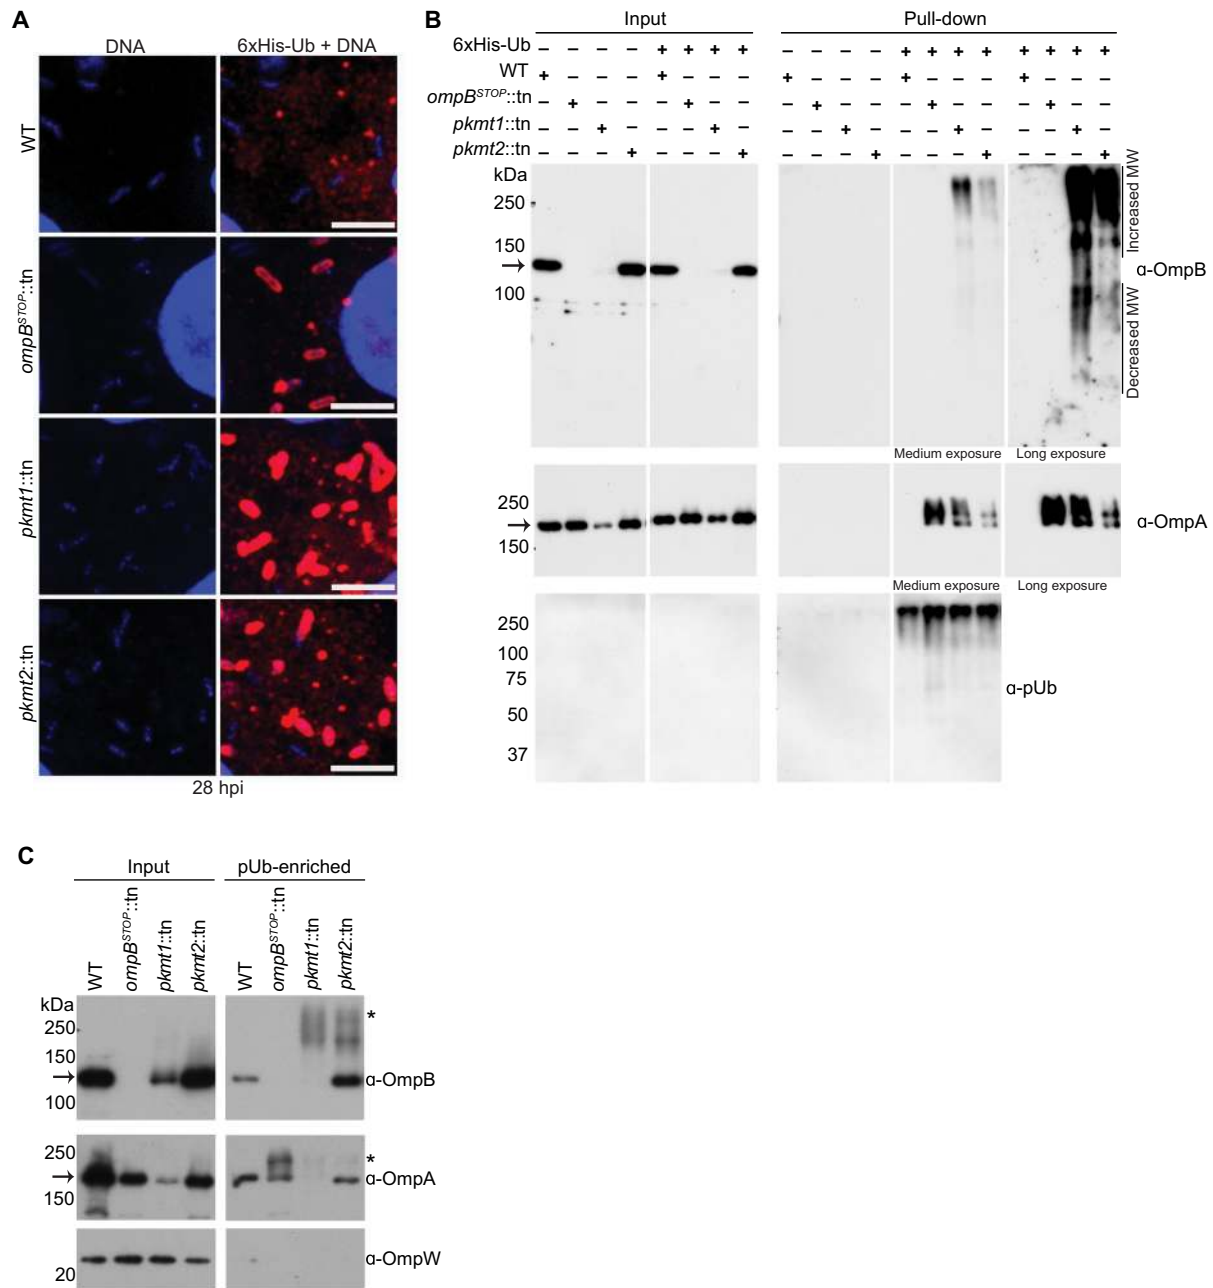 A
DNA
6xHis-Ub + DNA
WT
ompB^STOP::tn
pkmt1::tn
pkmt2::tn
28 hpi
B
Input
Pull-down
6xHis-Ub – – – – + + + + – – – – + + + + + + + +
WT + – – – + – – – + – – – + – – – + – – –
ompB^STOP::tn – + – – – + – – – + – – – + – – – + – –
pkmt1::tn – – + – – – + – – – + – – – + – – – + –
pkmt2::tn – – – + – – – + – – – + – – – + – – – +
kDa
250
150
→
100
Increased MW
Decreased MW
α-OmpB
Medium exposure
Long exposure
250
→
150
α-OmpA
Medium exposure
Long exposure
250
100
75
50
37
α-pUb
C
Input
pUb-enriched
WT
ompB^STOP::tn
pkmt1::tn
pkmt2::tn
WT
ompB^STOP::tn
pkmt1::tn
pkmt2::tn
kDa
250
150
→
100
*
α-OmpB
250
→
150
*
α-OmpA
20
α-OmpW